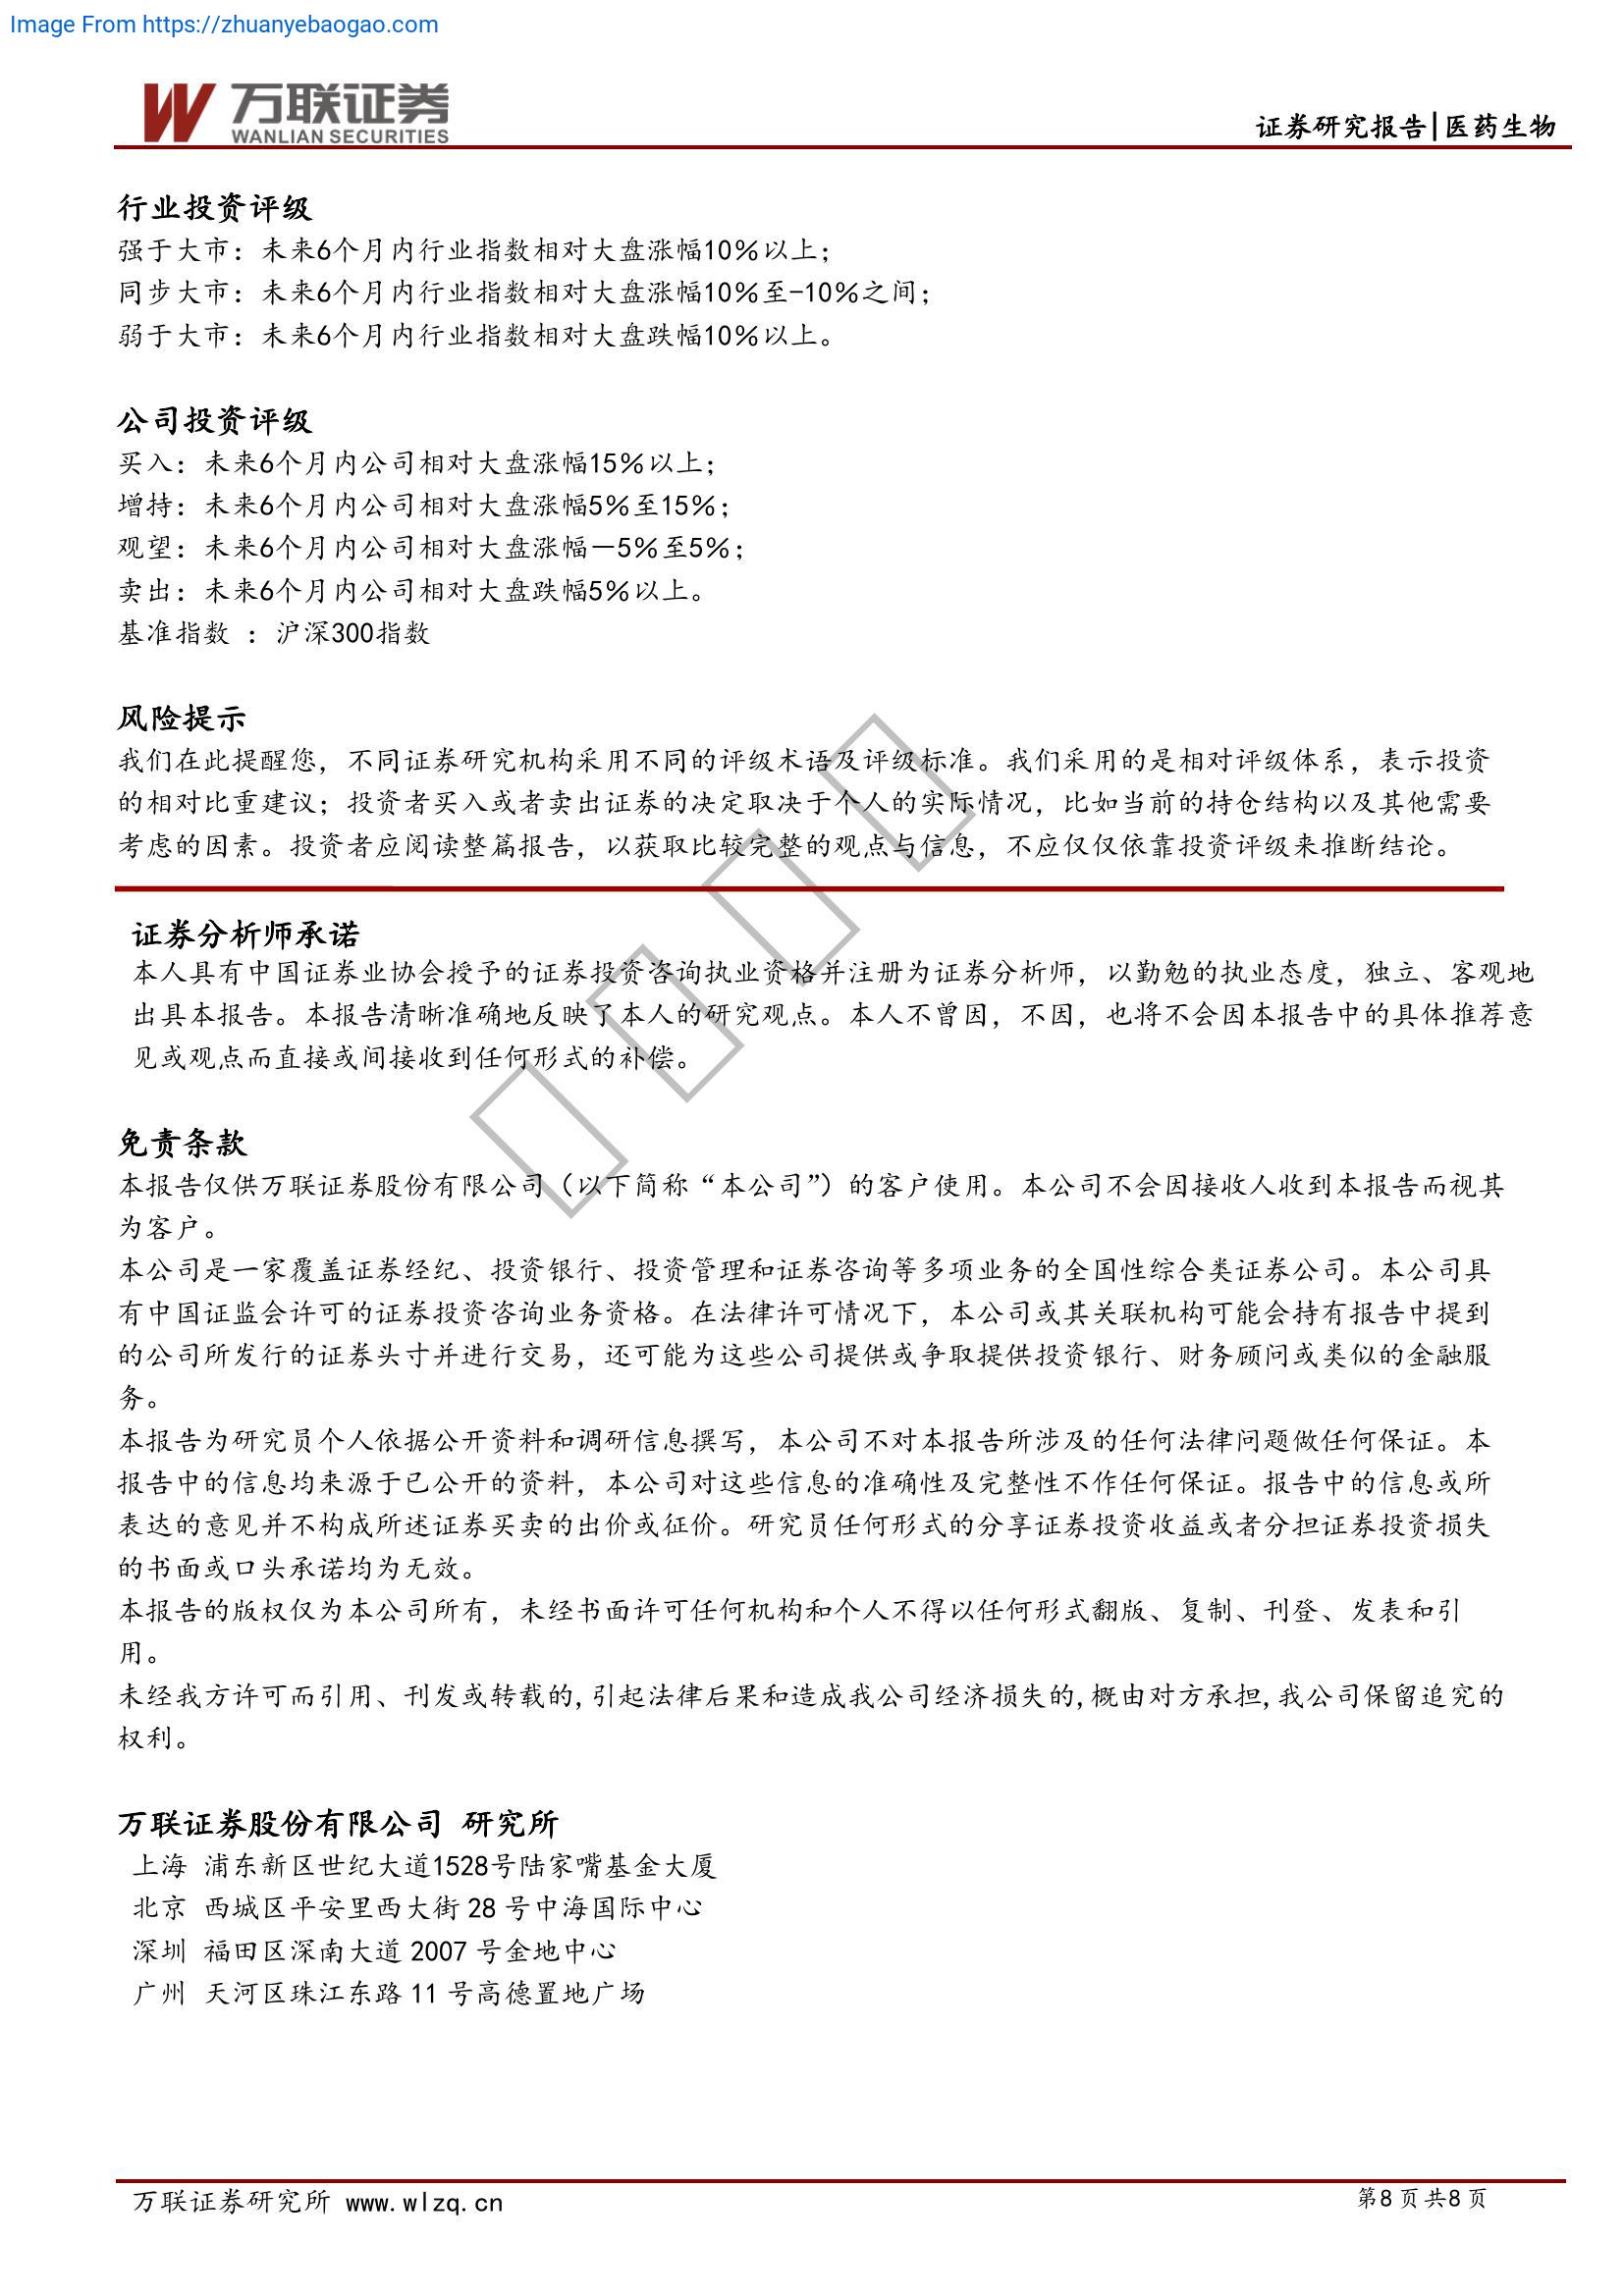 Image From https://zhuanyebaogao.com
万联证券
WANLIAN SECURITIES
证券研究报告|医药生物
行业投资评级
强于大市：未来6个月内行业指数相对大盘涨幅10％以上；
同步大市：未来6个月内行业指数相对大盘涨幅10％至-10％之间；
弱于大市：未来6个月内行业指数相对大盘跌幅10％以上。
公司投资评级
买入：未来6个月内公司相对大盘涨幅15％以上；
增持：未来6个月内公司相对大盘涨幅5％至15％；
观望：未来6个月内公司相对大盘涨幅－5％至5％；
卖出：未来6个月内公司相对大盘跌幅5％以上。
基准指数 ：沪深300指数
风险提示
我们在此提醒您，不同证券研究机构采用不同的评级术语及评级标准。我们采用的是相对评级体系，表示投资
的相对比重建议；投资者买入或者卖出证券的决定取决于个人的实际情况，比如当前的持仓结构以及其他需要
考虑的因素。投资者应阅读整篇报告，以获取比较完整的观点与信息，不应仅仅依靠投资评级来推断结论。
证券分析师承诺
本人具有中国证券业协会授予的证券投资咨询执业资格并注册为证券分析师，以勤勉的执业态度，独立、客观地
出具本报告。本报告清晰准确地反映了本人的研究观点。本人不曾因，不因，也将不会因本报告中的具体推荐意
见或观点而直接或间接收到任何形式的补偿。
免责条款
本报告仅供万联证券股份有限公司（以下简称“本公司”）的客户使用。本公司不会因接收人收到本报告而视其
为客户。
本公司是一家覆盖证券经纪、投资银行、投资管理和证券咨询等多项业务的全国性综合类证券公司。本公司具
有中国证监会许可的证券投资咨询业务资格。在法律许可情况下，本公司或其关联机构可能会持有报告中提到
的公司所发行的证券头寸并进行交易，还可能为这些公司提供或争取提供投资银行、财务顾问或类似的金融服
务。
本报告为研究员个人依据公开资料和调研信息撰写，本公司不对本报告所涉及的任何法律问题做任何保证。本
报告中的信息均来源于已公开的资料，本公司对这些信息的准确性及完整性不作任何保证。报告中的信息或所
表达的意见并不构成所述证券买卖的出价或征价。研究员任何形式的分享证券投资收益或者分担证券投资损失
的书面或口头承诺均为无效。
本报告的版权仅为本公司所有，未经书面许可任何机构和个人不得以任何形式翻版、复制、刊登、发表和引
用。
未经我方许可而引用、刊发或转载的,引起法律后果和造成我公司经济损失的,概由对方承担,我公司保留追究的
权利。
万联证券股份有限公司 研究所
上海 浦东新区世纪大道1528号陆家嘴基金大厦
北京 西城区平安里西大街 28 号中海国际中心
深圳 福田区深南大道 2007 号金地中心
广州 天河区珠江东路 11 号高德置地广场
万联证券研究所 www.wlzq.cn
第8 页 共8 页